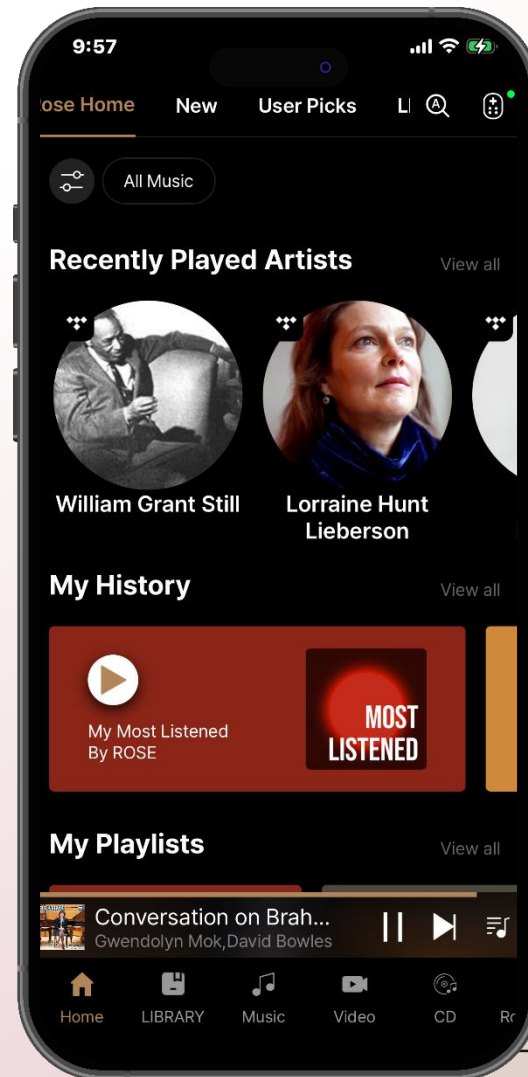 9:57
ose Home New User Picks LI
All Music
Recently Played Artists View all
William Grant Still
Lorraine Hunt
Lieberson
My History View all
My Most Listened
By ROSE
MOST
LISTENED
My Playlists View all
Conversation on Brah...
Gwendolyn Mok,David Bowles
Home LIBRARY Music Video CD Ro